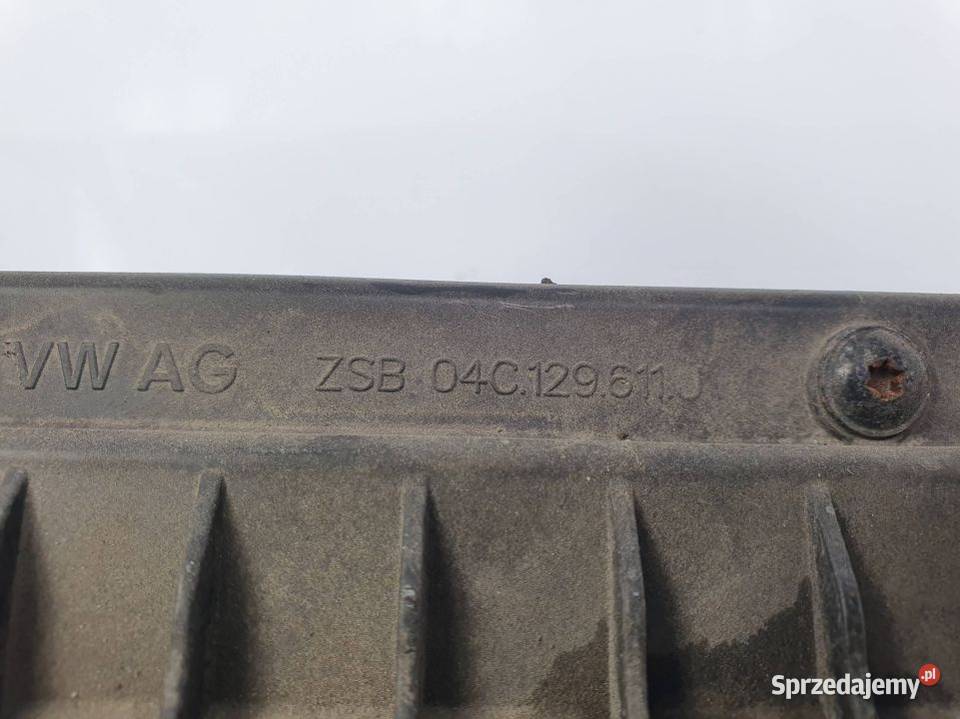 VW AG ZSB 04C.129.611.J
Sprzedajemy.pl